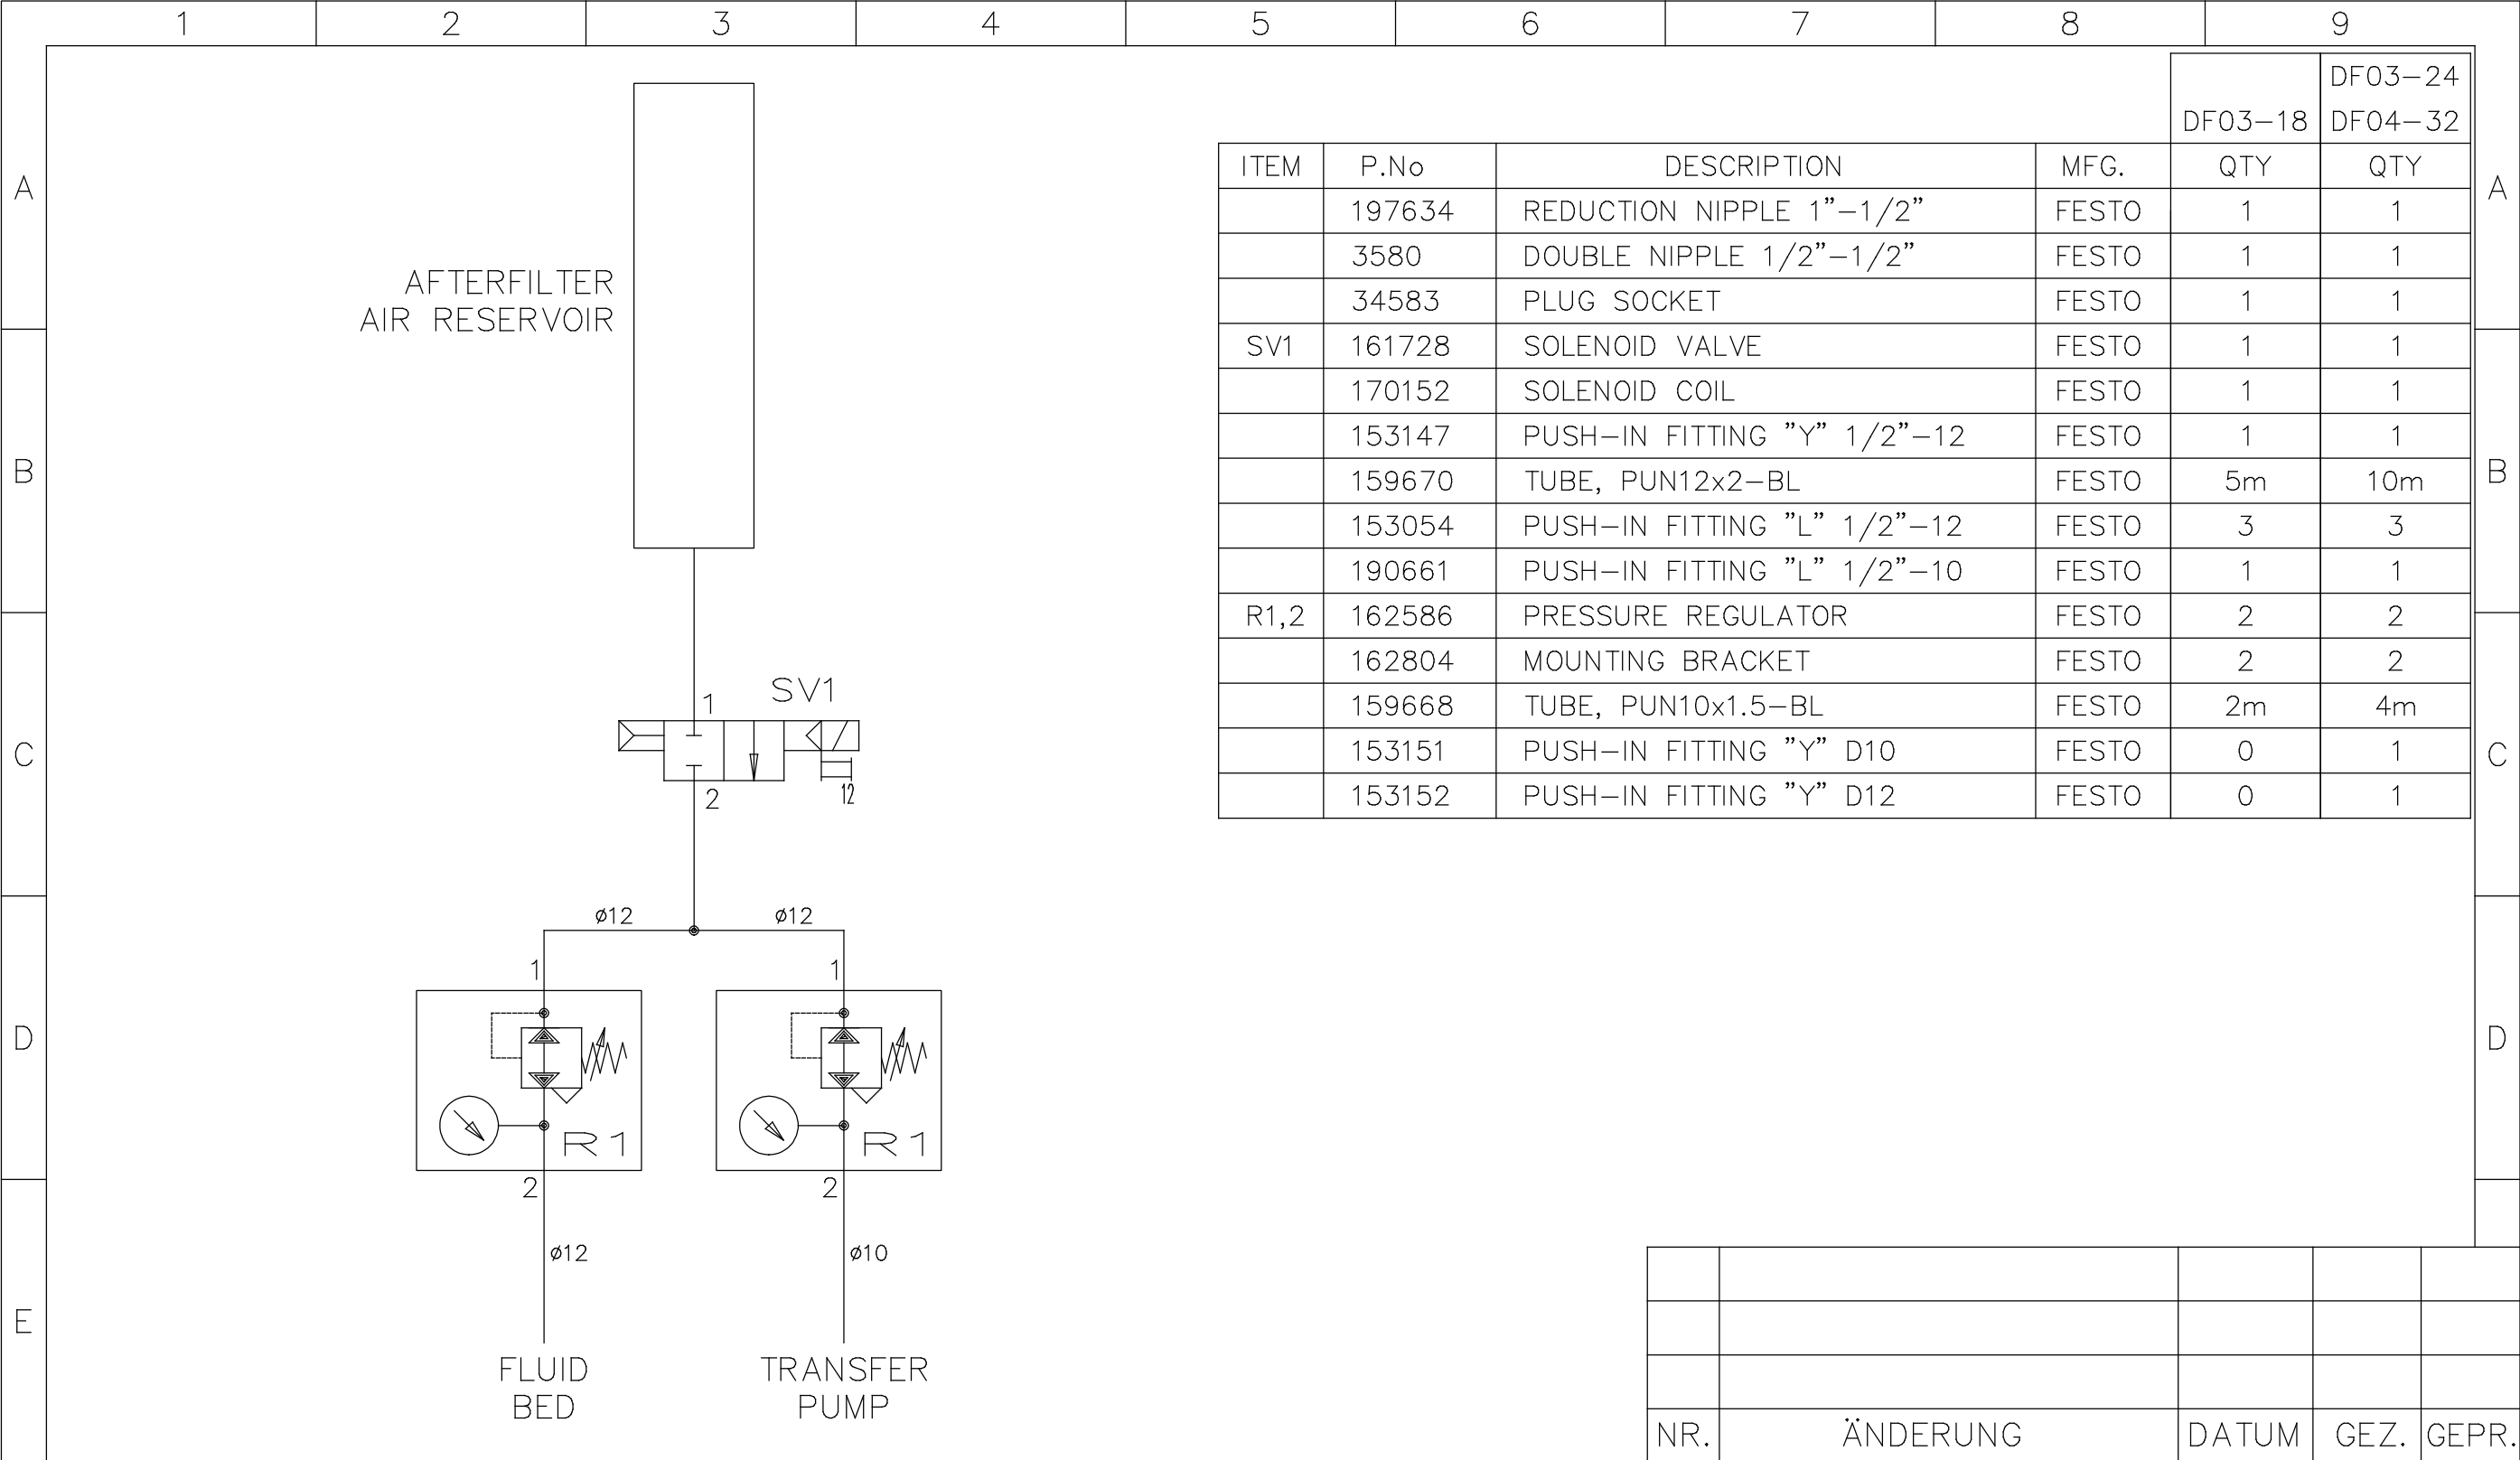 1 2 3 4 5 6 7 8 9
A
B
C
D
E
A
B
C
D
AFTERFILTER
AIR RESERVOIR
1
SV1
2
12
ø12
ø12
1
1
R1
R1
2
2
ø12
ø10
FLUID
BED
TRANSFER
PUMP
DF03-24
DF03-18 DF04-32
ITEM P.No DESCRIPTION MFG. QTY QTY
197634 REDUCTION NIPPLE 1”-1/2” FESTO 1 1
3580 DOUBLE NIPPLE 1/2”-1/2” FESTO 1 1
34583 PLUG SOCKET FESTO 1 1
SV1 161728 SOLENOID VALVE FESTO 1 1
170152 SOLENOID COIL FESTO 1 1
153147 PUSH-IN FITTING ”Y” 1/2”-12 FESTO 1 1
159670 TUBE, PUN12x2-BL FESTO 5m 10m
153054 PUSH-IN FITTING ”L” 1/2”-12 FESTO 3 3
190661 PUSH-IN FITTING ”L” 1/2”-10 FESTO 1 1
R1,2 162586 PRESSURE REGULATOR FESTO 2 2
162804 MOUNTING BRACKET FESTO 2 2
159668 TUBE, PUN10x1.5-BL FESTO 2m 4m
153151 PUSH-IN FITTING ”Y” D10 FESTO 0 1
153152 PUSH-IN FITTING ”Y” D12 FESTO 0 1
NR. ÄNDERUNG DATUM GEZ. GEPR.